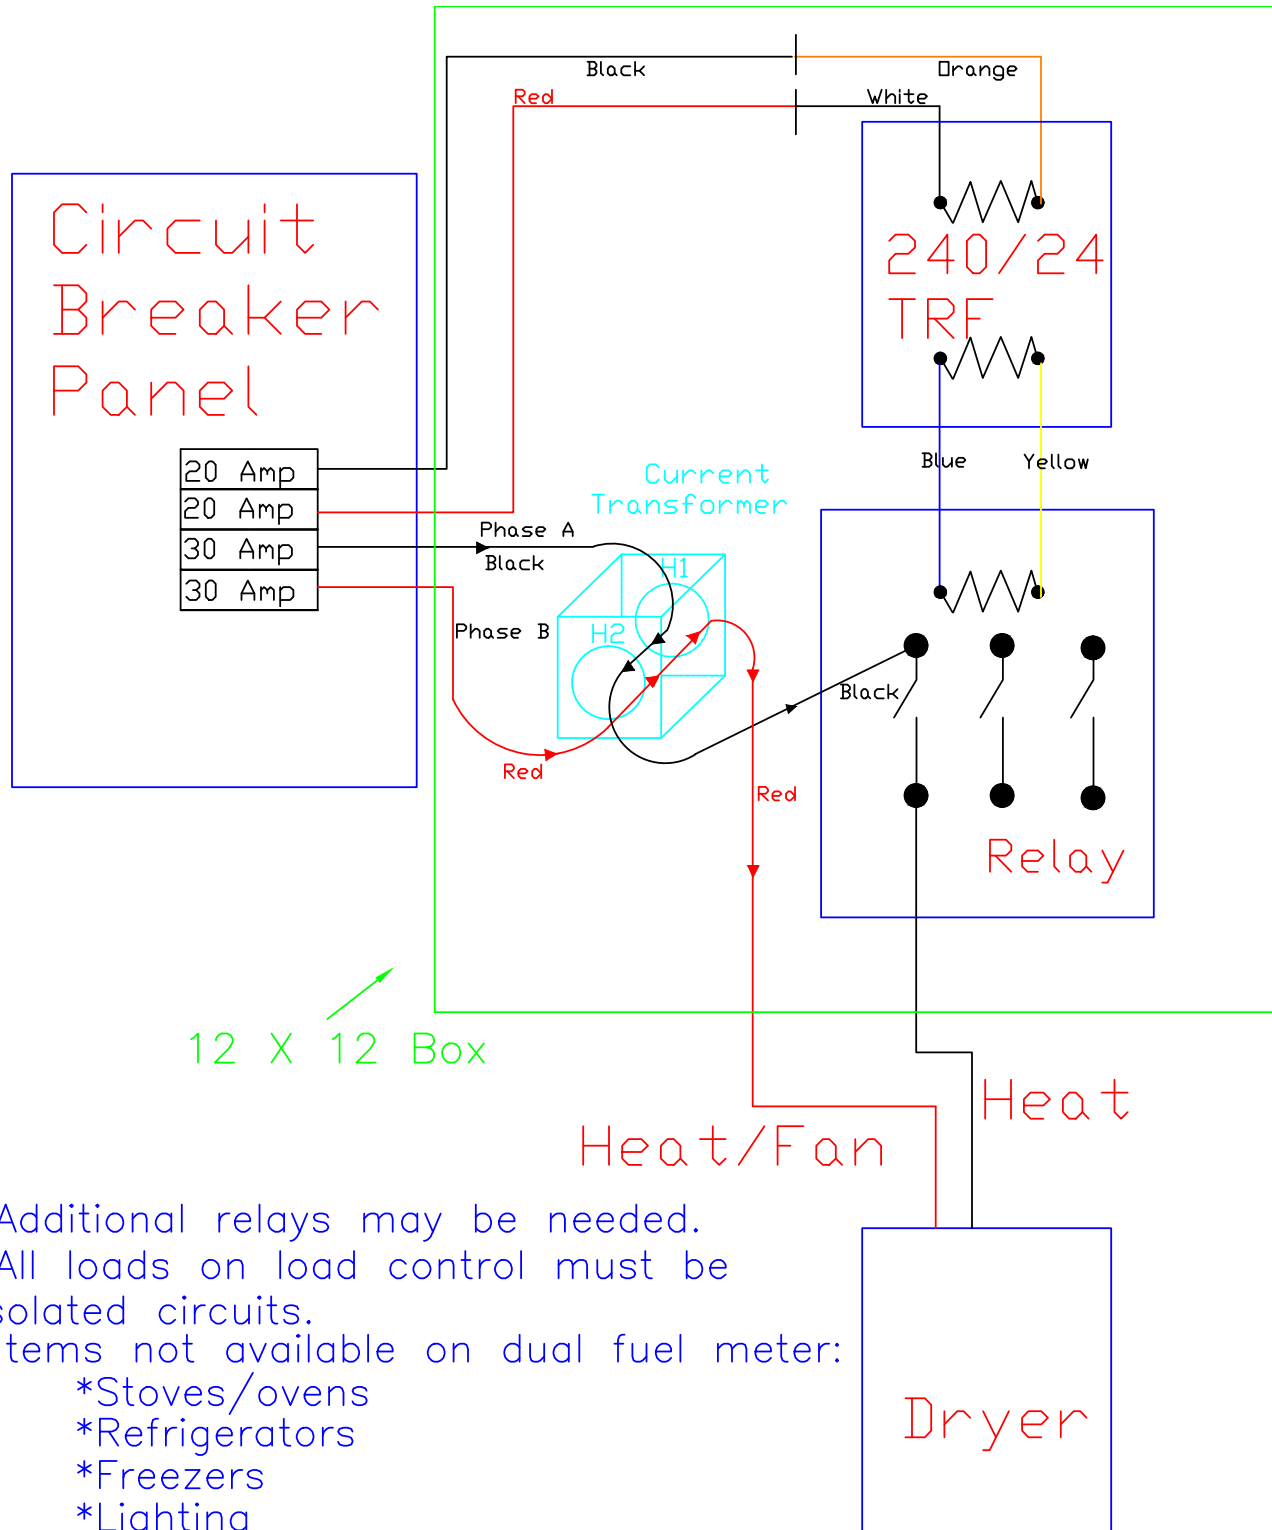 Black
Orange
Red
White
Circuit
Breaker
Panel
240/24
TRF
20 Amp
20 Amp
30 Amp
30 Amp
Blue
Yellow
Current
Transformer
Phase A
Black
H1
Phase B
H2
Black
Red
Red
Relay
12 X 12 Box
Heat
Heat/Fan
Additional relays may be needed.
All loads on load control must be
solated circuits.
tems not available on dual fuel meter:
*Stoves/ovens
*Refrigerators
*Freezers
*Lighting
Dryer